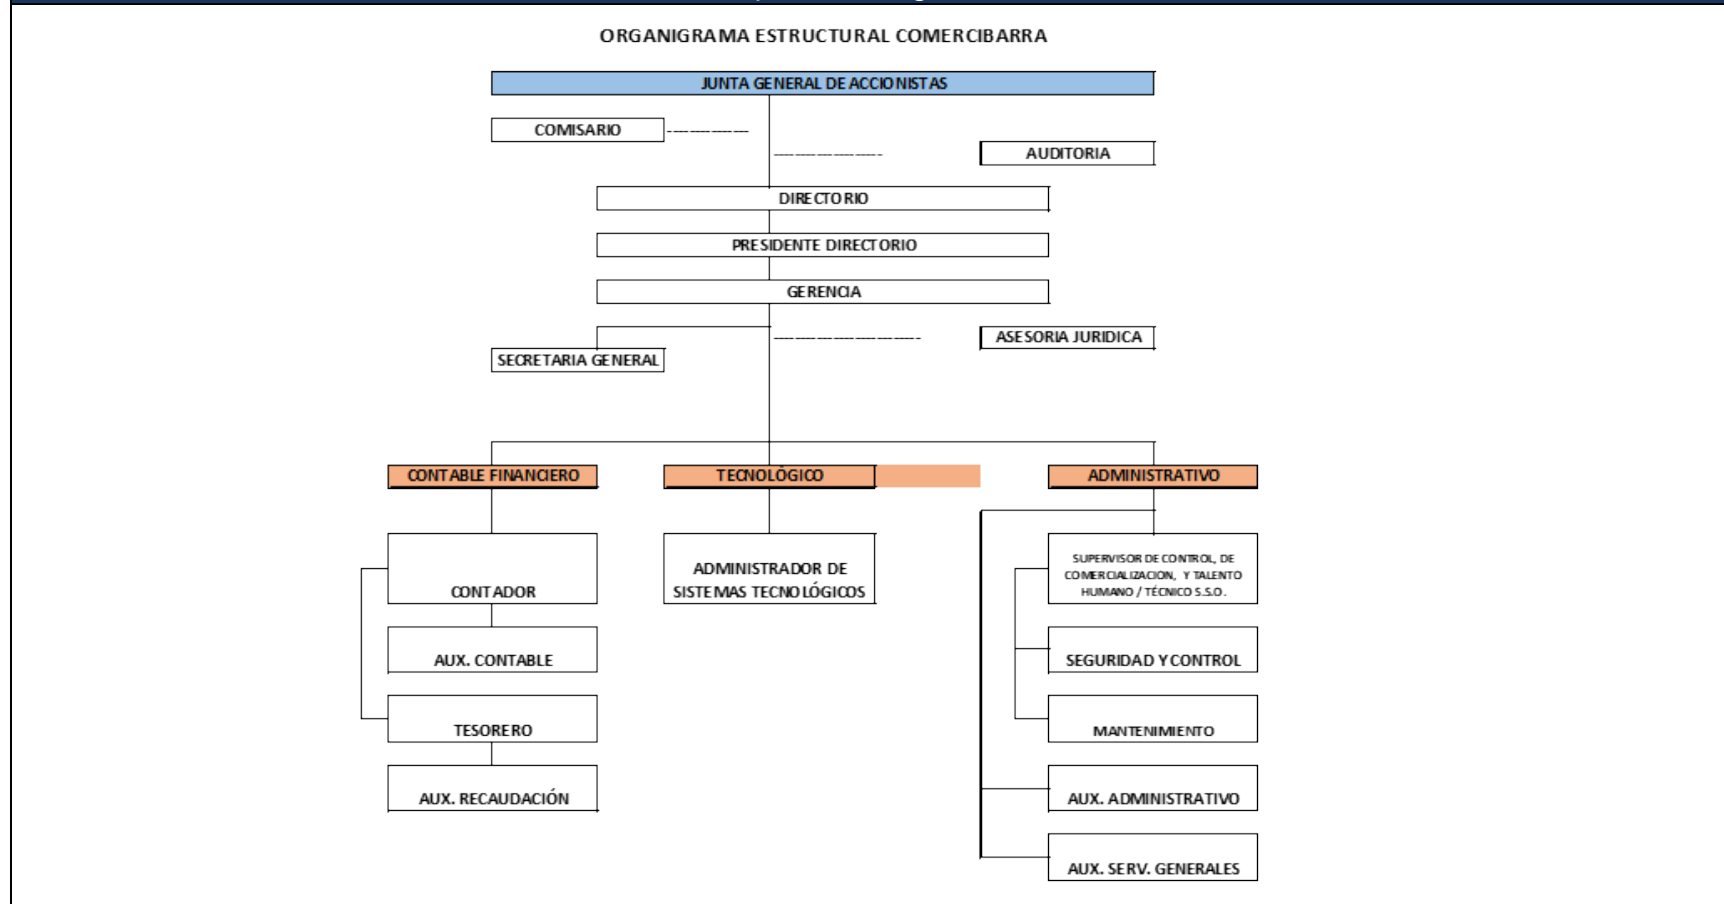 ORGANIGRAMA ESTRUCTURAL COMERCIBARRA
JUNTA GENERAL DE ACCIONISTAS
COMISARIO
AUDITORIA
DIRECTORIO
PRESIDENTE DIRECTORIO
GERENCIA
ASESORIA JURIDICA
SECRETARIA GENERAL
CONTABLE FINANCIERO
TECNOLÓGICO
ADMINISTRATIVO
CONTADOR
AUX. CONTABLE
TESORERO
AUX. RECAUDACIÓN
ADMINISTRADOR DE
SISTEMAS TECNOLÓGICOS
SUPERVISOR DE CONTROL, DE
COMERCIALIZACION, Y TALENTO
HUMANO / TÉCNICO S.S.O.
SEGURIDAD Y CONTROL
MANTENIMIENTO
AUX. ADMINISTRATIVO
AUX. SERV. GENERALES